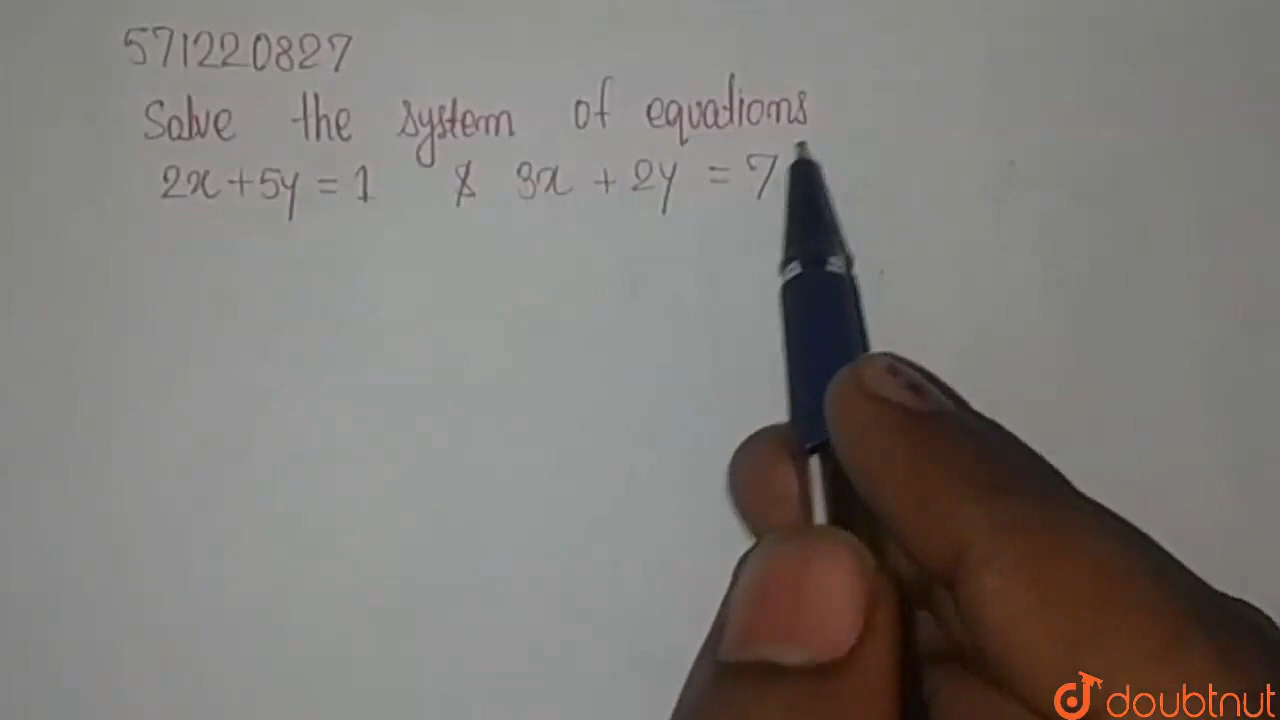 571220827
Solve the system of equations
2x+5y=1 & 3x+2y=7
doubtnut